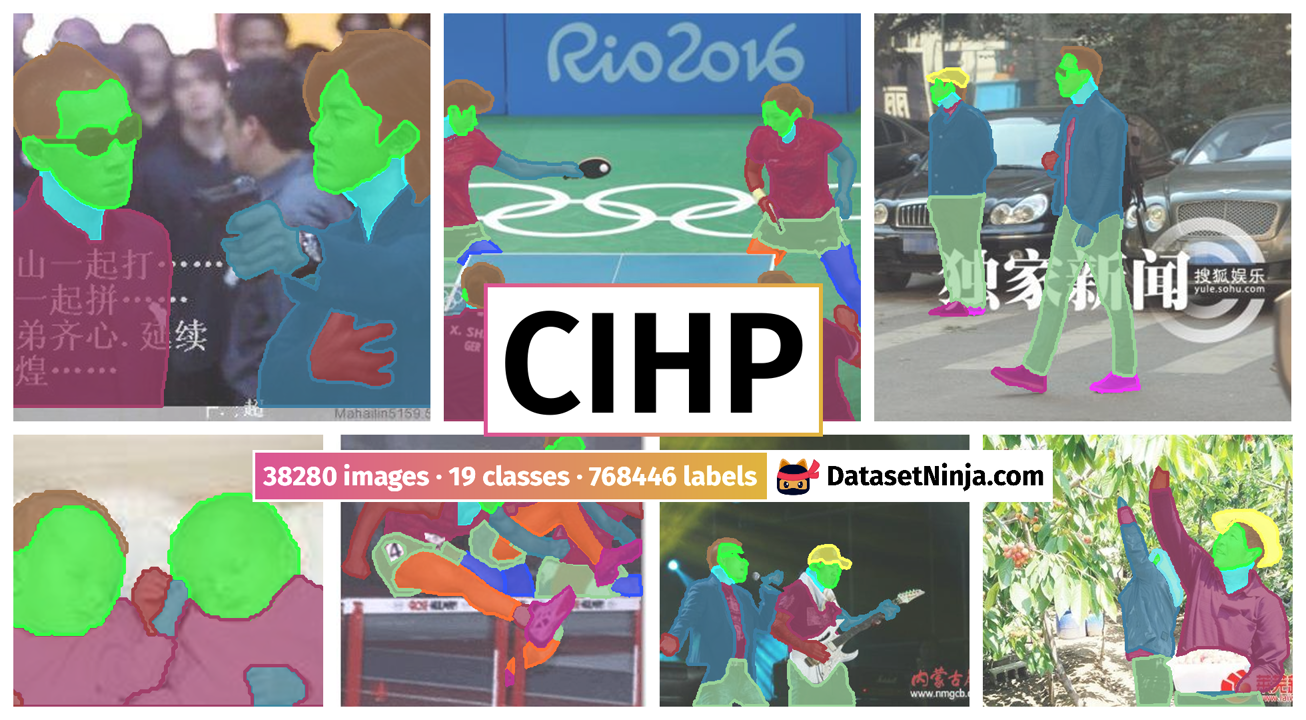 山一起打……
一起拼……
弟齐心. 延续
煌……
Mahailin5159.5
Rio2016
X. SH
GER
独家新闻
搜狐娱乐
yule.sohu.com
CIHP
38280 images · 19 classes · 768446 labels
DatasetNinja.com
4
内蒙古
www.nmgcb.c